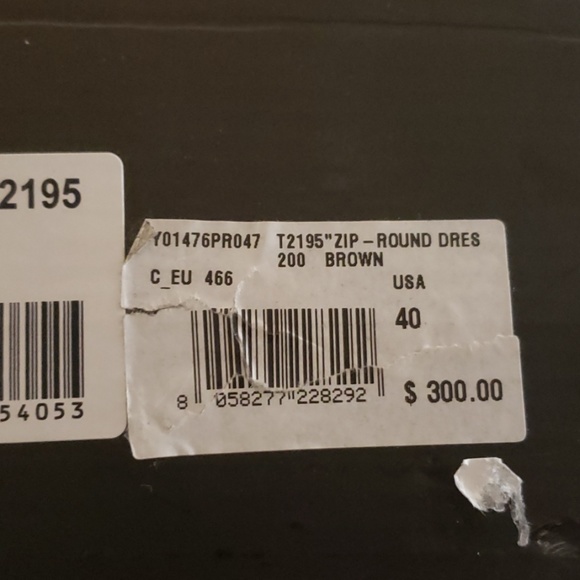 2195
54053
Y01476PR047 T2195"ZIP-ROUND DRES
200 BROWN
C_EU 466 USA
40
8 058277"228292
$ 300.00